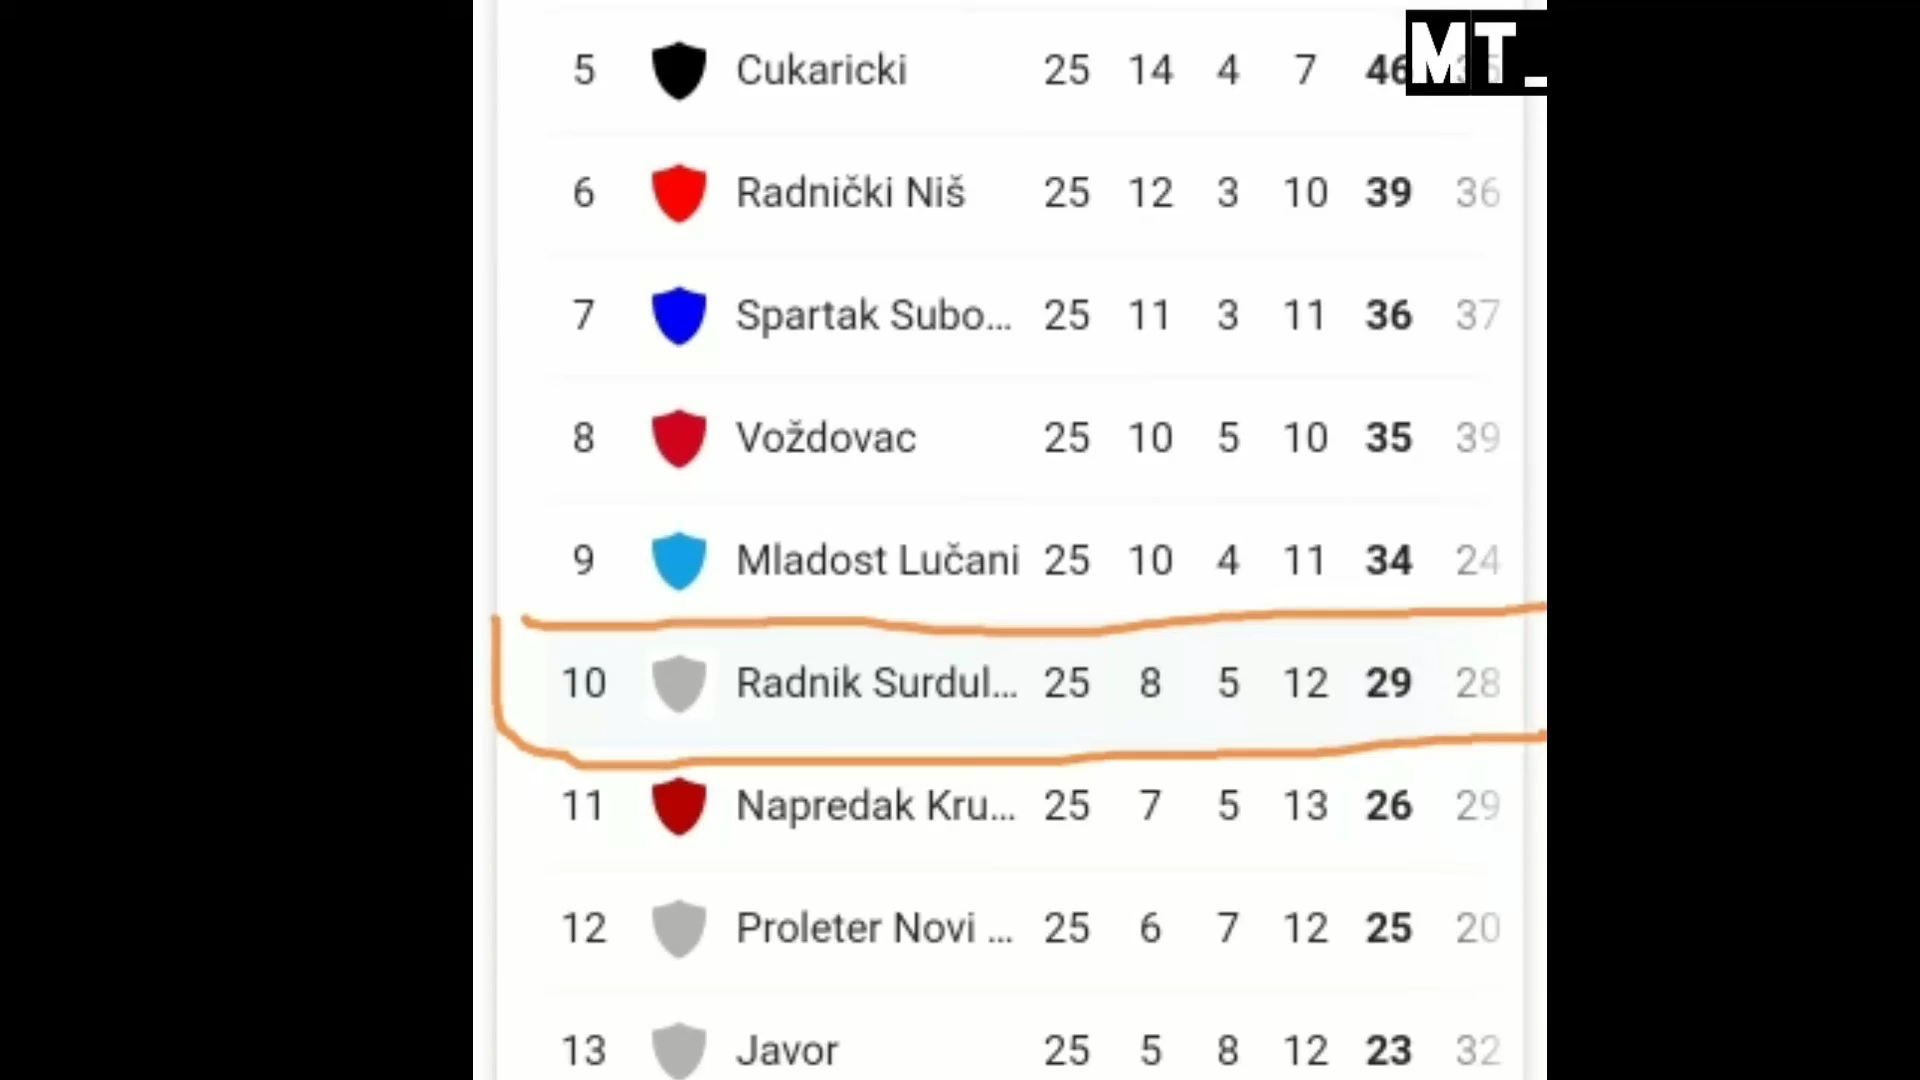 MT_
5 Cukaricki 25 14 4 7 46
6 Radnički Niš 25 12 3 10 39 36
7 Spartak Subo... 25 11 3 11 36 37
8 Voždovac 25 10 5 10 35 39
9 Mladost Lučani 25 10 4 11 34 24
10 Radnik Surdul... 25 8 5 12 29 28
11 Napredak Kru... 25 7 5 13 26 29
12 Proleter Novi ... 25 6 7 12 25 20
13 Javor 25 5 8 12 23 32